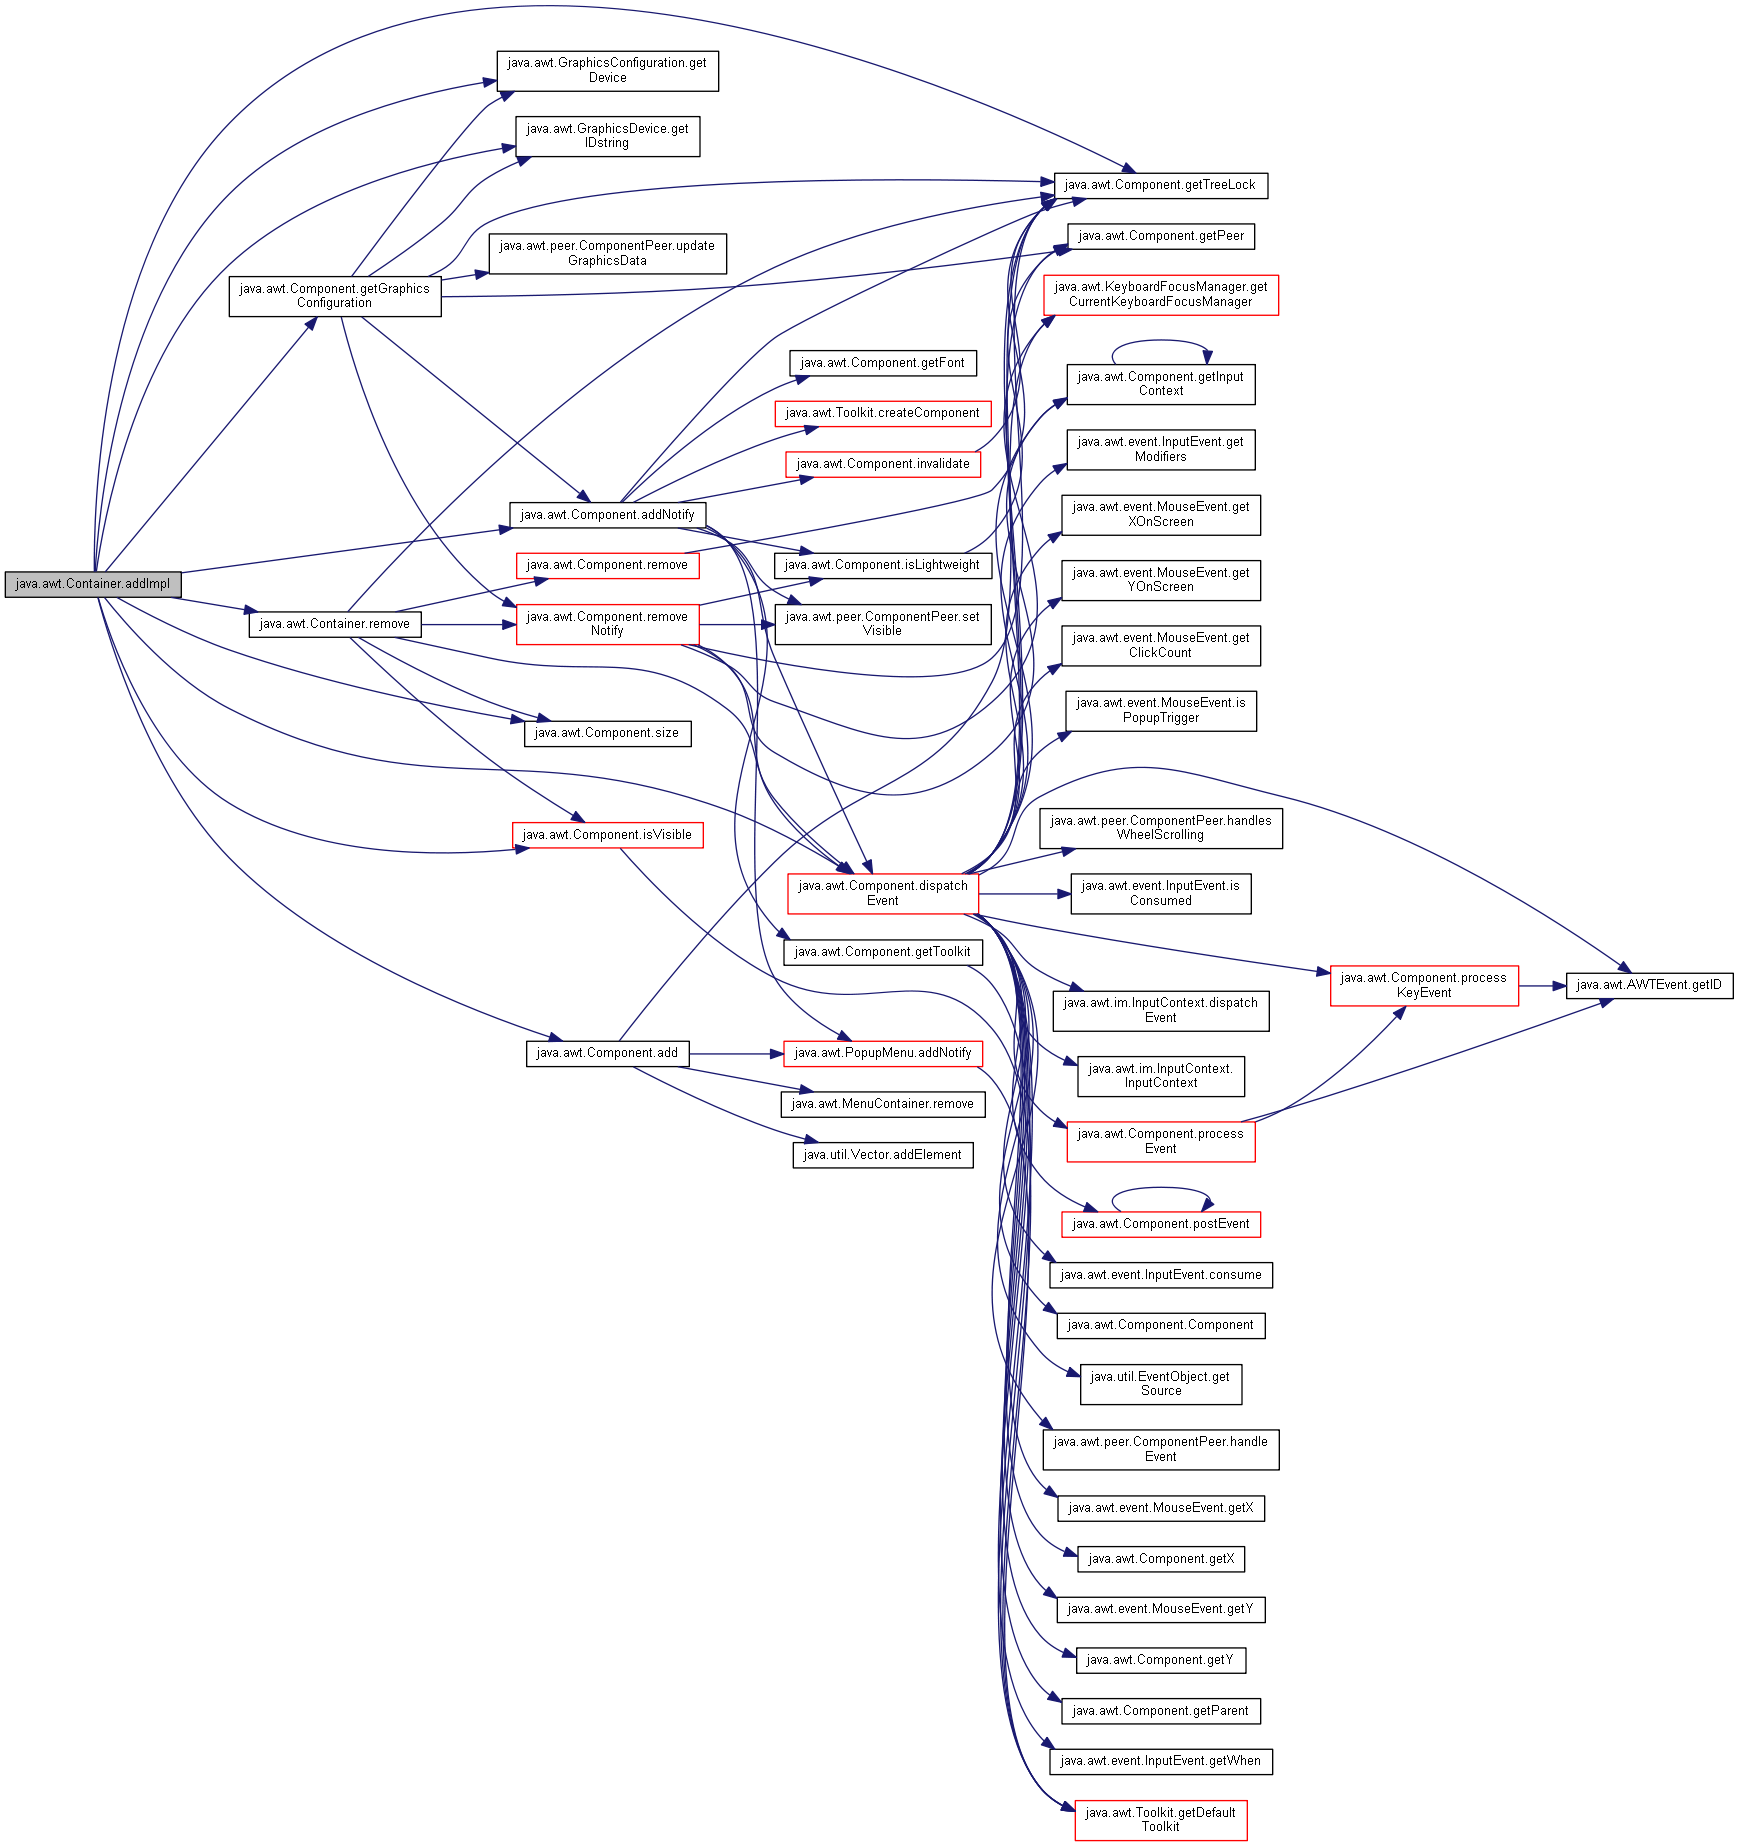 java.awt.GraphicsConfiguration.get
Device
java.awt.GraphicsDevice.get
IDstring
java.awt.Component.getTreeLock
java.awt.Component.getPeer
java.awt.peer.ComponentPeer.update
GraphicsData
java.awt.Component.getGraphics
Configuration
java.awt.KeyboardFocusManager.get
CurrentKeyboardFocusManager
java.awt.Component.getFont
java.awt.Component.getInput
Context
java.awt.Toolkit.createComponent
java.awt.event.InputEvent.get
Modifiers
java.awt.Component.invalidate
java.awt.Component.addNotify
java.awt.event.MouseEvent.get
XOnScreen
java.awt.Component.remove
java.awt.Component.isLightweight
java.awt.event.MouseEvent.get
YOnScreen
java.awt.Container.addImpl
java.awt.Container.remove
java.awt.Component.remove
Notify
java.awt.peer.ComponentPeer.set
Visible
java.awt.event.MouseEvent.get
ClickCount
java.awt.event.MouseEvent.is
PopupTrigger
java.awt.Component.size
java.awt.Component.isVisible
java.awt.peer.ComponentPeer.handles
WheelScrolling
java.awt.Component.dispatch
Event
java.awt.event.InputEvent.is
Consumed
java.awt.Component.getToolkit
java.awt.Component.process
KeyEvent
java.awt.AWTEvent.getID
java.awt.im.InputContext.dispatch
Event
java.awt.Component.add
java.awt.PopupMenu.addNotify
java.awt.im.InputContext.
InputContext
java.awt.MenuContainer.remove
java.awt.Component.process
Event
java.util.Vector.addElement
java.awt.Component.postEvent
java.awt.event.InputEvent.consume
java.awt.Component.Component
java.util.EventObject.get
Source
java.awt.peer.ComponentPeer.handle
Event
java.awt.event.MouseEvent.getX
java.awt.Component.getX
java.awt.event.MouseEvent.getY
java.awt.Component.getY
java.awt.Component.getParent
java.awt.event.InputEvent.getWhen
java.awt.Toolkit.getDefault
Toolkit